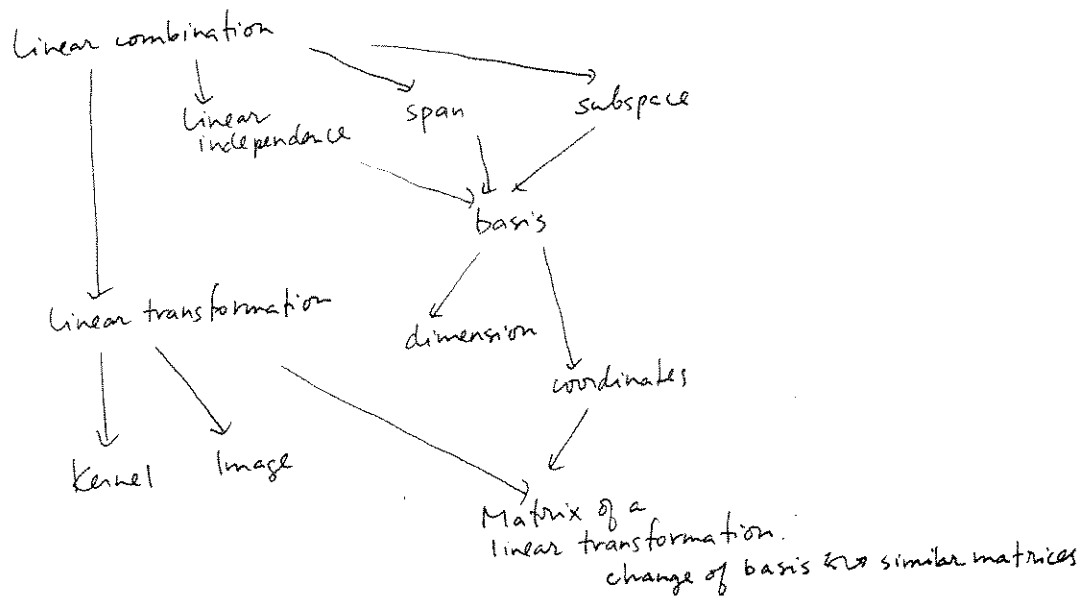 Linear combination
Linear
independence
span
subspace
basis
Linear transformation
dimension
coordinates
Kernel
Image
Matrix of a
linear transformation.
change of basis ↭ similar matrices